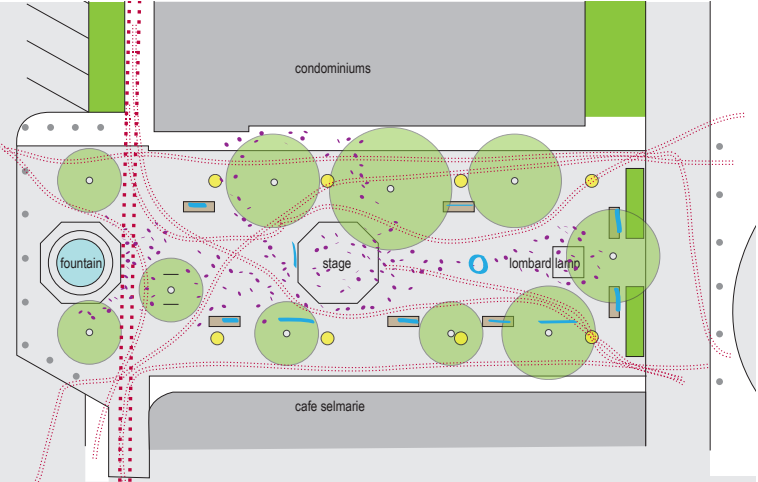 condominiums
fountain
stage
lombard lamp
cafe selmarie